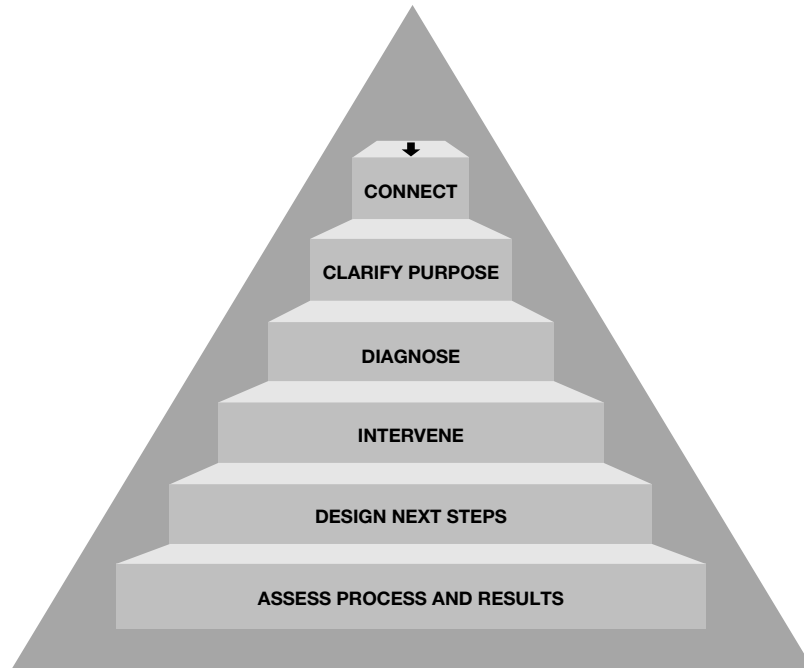 CONNECT
CLARIFY PURPOSE
DIAGNOSE
INTERVENE
DESIGN NEXT STEPS
ASSESS PROCESS AND RESULTS